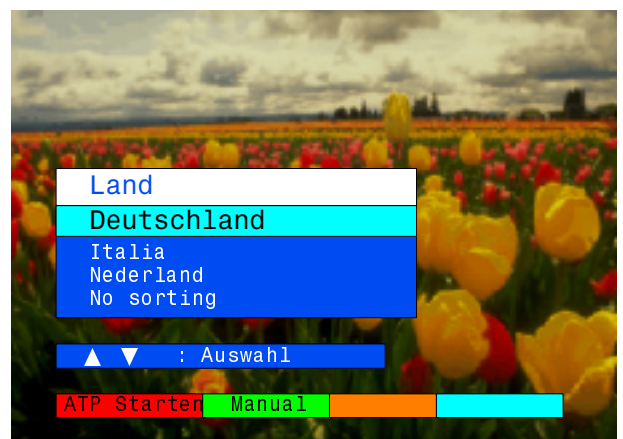 Land
Deutschland
Italia
Nederland
No sorting
▲ ▼ : Auswahl
ATP Starten Manual